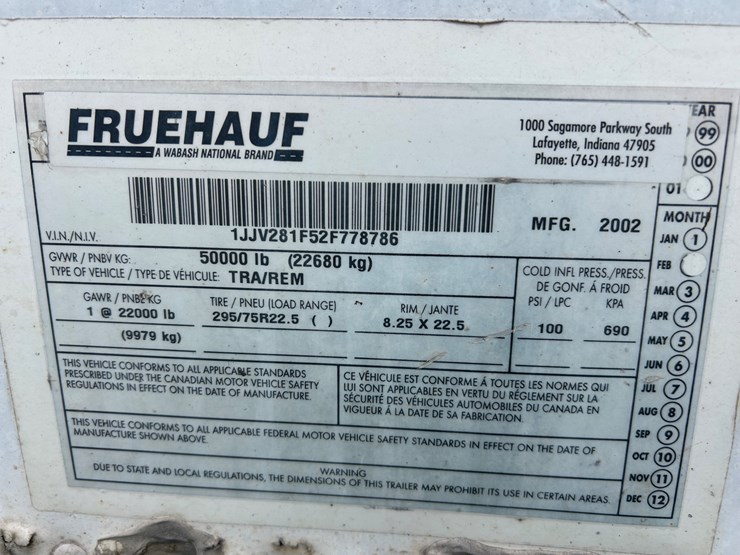 FRUEHAUF
A WABASH NATIONAL BRAND
1000 Sagamore Parkway South
Lafayette, Indiana 47905
Phone: (765) 448-1591
V.I.N./N.I.V.
1JJV281F52F778786
MFG. 2002
GVWR / PNBV KG: 50000 lb (22680 kg)
TYPE OF VEHICLE / TYPE DE VÉHICULE: TRA/REM
COLD INFL PRESS./PRESS.
DE GONF. À FROID
PSI / LPC KPA
100 690
GAWR / PNBE KG
1 @ 22000 lb
(9979 kg)
TIRE / PNEU (LOAD RANGE)
295/75R22.5 ( )
RIM / JANTE
8.25 X 22.5
THIS VEHICLE CONFORMS TO ALL APPLICABLE STANDARDS
PRESCRIBED UNDER THE CANADIAN MOTOR VEHICLE SAFETY
REGULATIONS IN EFFECT ON THE DATE OF MANUFACTURE.
CE VÉHICULE EST CONFORME À TOUTES LES NORMES QUI
LUI SONT APPLICABLES EN VERTU DU RÉGLEMENT SUR LA
SÉCURITÉ DES VÉHICULES AUTOMOBILES DU CANADA EN
VIGUEUR À LA DATE DE SA FABRICATION.
THIS VEHICLE CONFORMS TO ALL APPLICABLE FEDERAL MOTOR VEHICLE SAFETY STANDARDS IN EFFECT ON THE DATE OF
MANUFACTURE SHOWN ABOVE.
WARNING
DUE TO STATE AND LOCAL REGULATIONS, THE DIMENSIONS OF THIS TRAILER MAY PROHIBIT ITS USE IN CERTAIN AREAS.
EAR
99
00
01
MONTH
JAN 1
FEB
MAR 3
APR 4
MAY 5
JUN 6
JUL 7
AUG 8
SEP 9
OCT 10
NOV 11
DEC 12